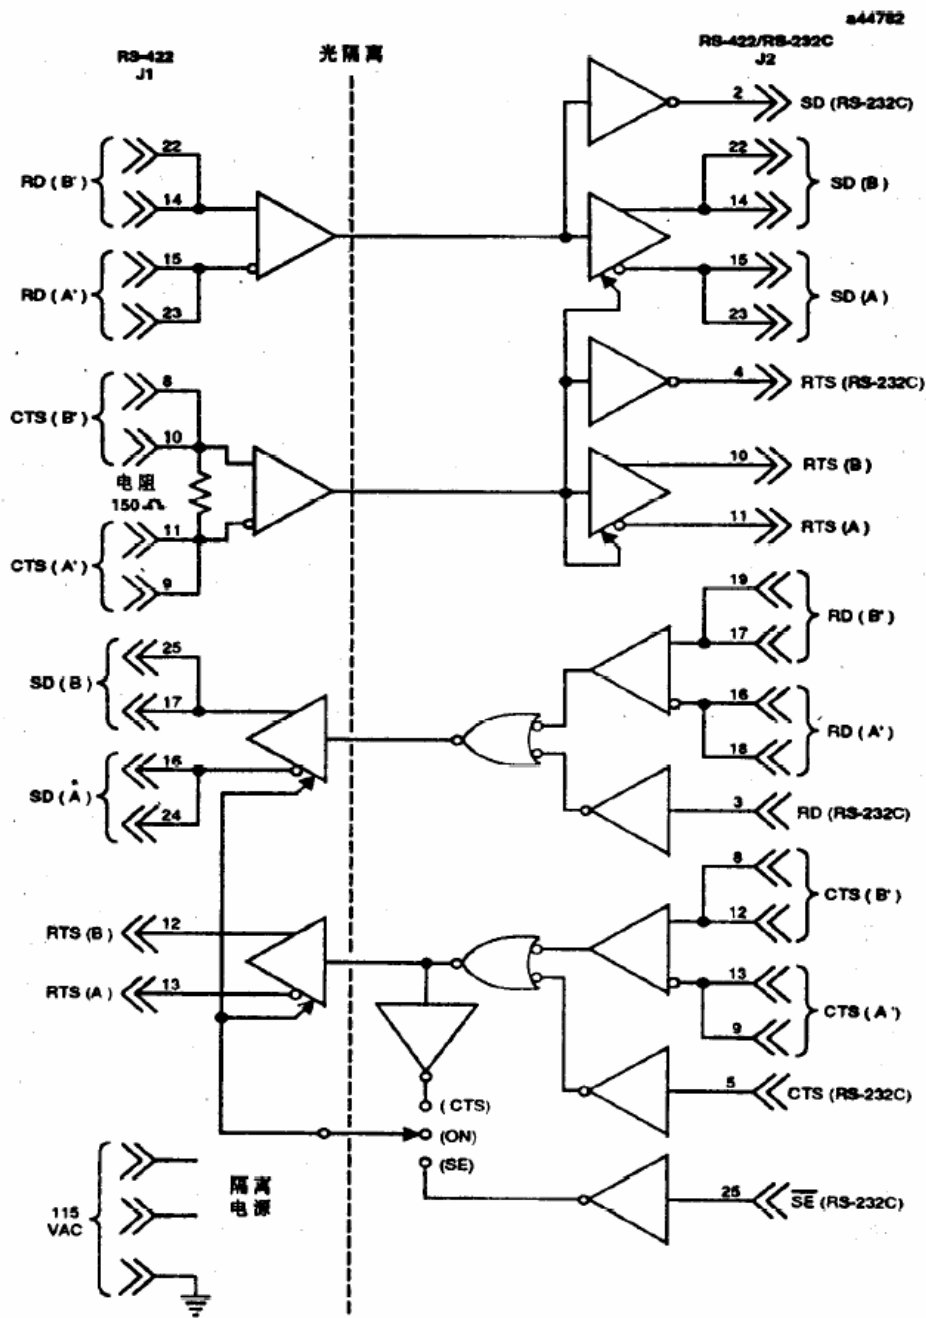 a44782
RS-422
J1
光隔离
RS-422/RS-232C
J2
2
SD (RS-232C)
22
RD (B')
14
22
SD (B)
14
15
RD (A')
23
15
SD (A)
23
8
CTS (B')
10
电阻
11
CTS (A')
9
4
RTS (RS-232C)
10
RTS (B)
11
RTS (A)
19
RD (B')
17
16
RD (A')
18
3
RD (RS-232C)
25
SD (B)
17
16
SD (A)
24
8
CTS (B')
12
13
CTS (A')
9
5
CTS (RS-232C)
12
RTS (B)
13
RTS (A)
(CTS)
(ON)
(SE)
25
SE (RS-232C)
115
VAC
隔离
电源